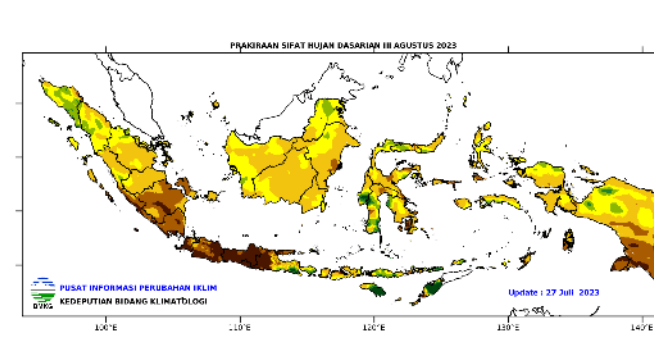 PRAKIRAAN SIFAT HUJAN DASARIAN III AGUSTUS 2023
PUSAT INFORMASI PERUBAHAN IKLIM
KEDEPUTIAN BIDANG KLIMATOLOGI
BMKG
Update : 27 Juli 2023
100°E
110°E
120°E
130°E
140°E